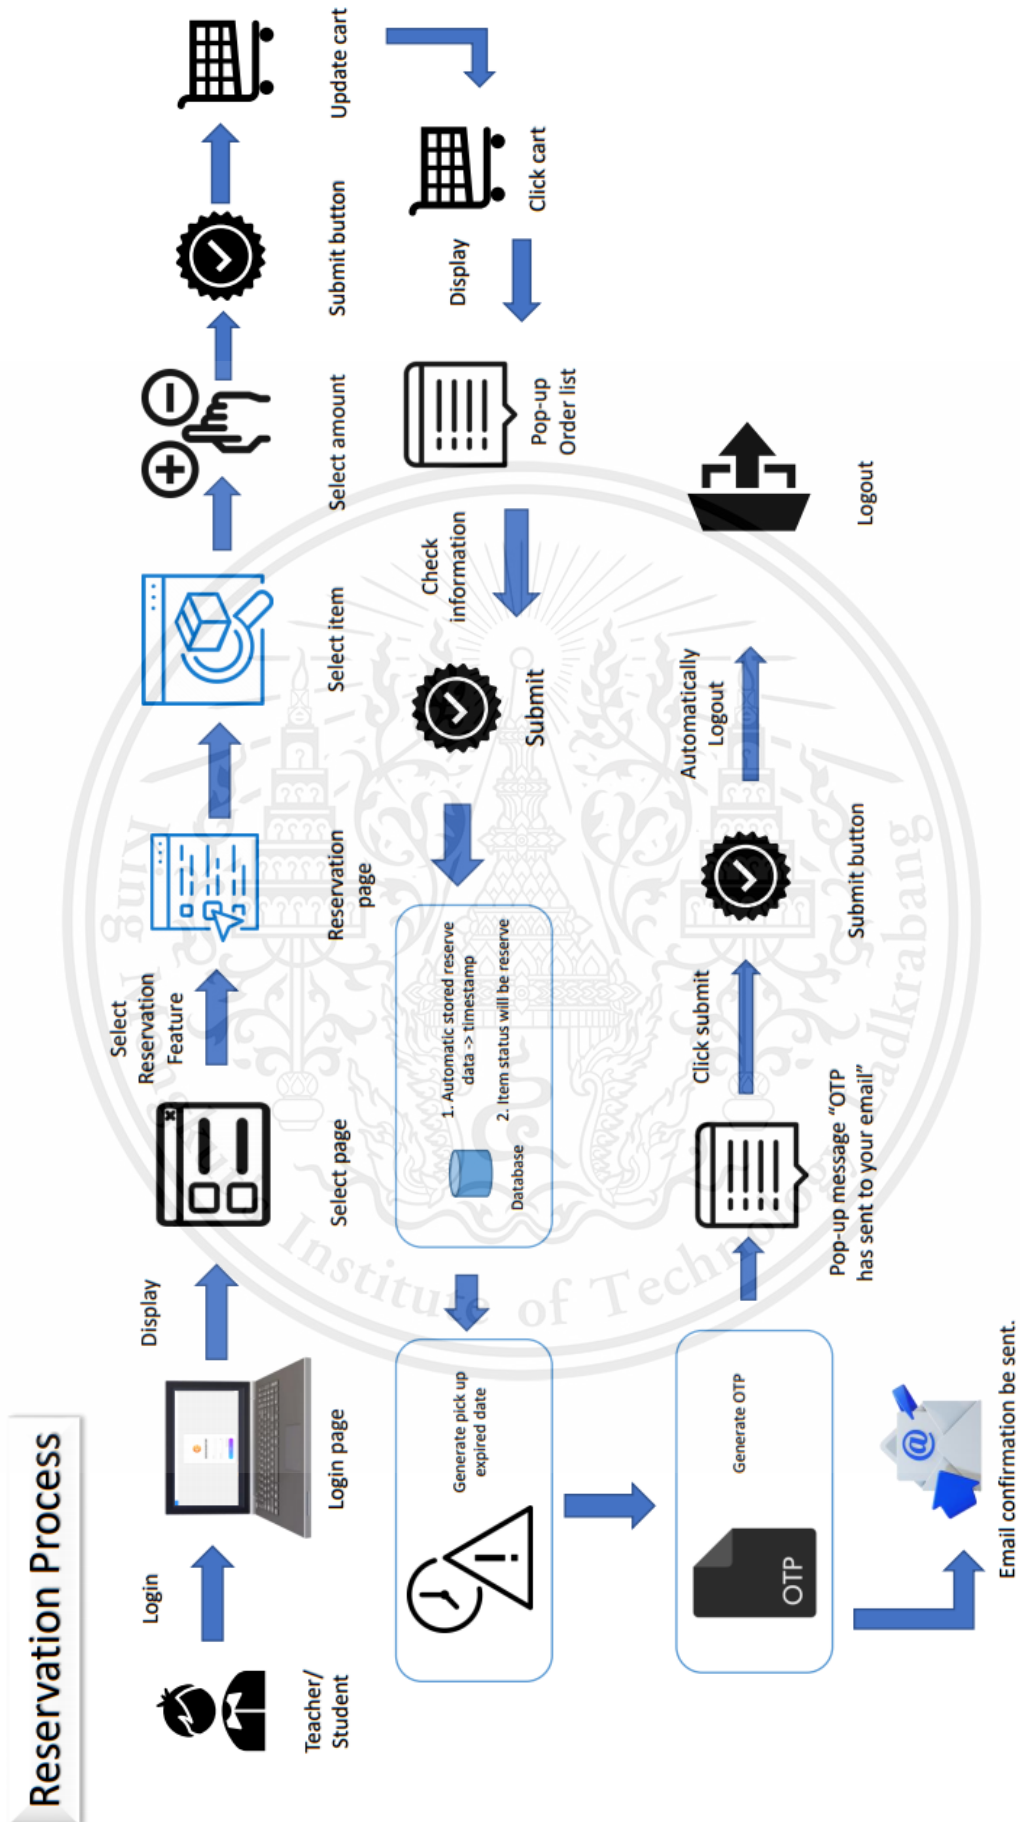 Reservation Process
Login
Display
Select
Reservation
Feature
Teacher/
Student
Login page
Select page
Reservation
page
Select item
Select amount
Submit button
Update cart
Click cart
Display
Pop-up
Order list
Check
information
Submit
1. Automatic stored reserve
data -> timestamp
2. Item status will be reserve
Database
Generate pick up
expired date
Generate OTP
OTP
@
Email confirmation be sent.
Pop-up message “OTP
has sent to your email”
Click submit
Submit button
Automatically
Logout
Logout
Institute of Technology